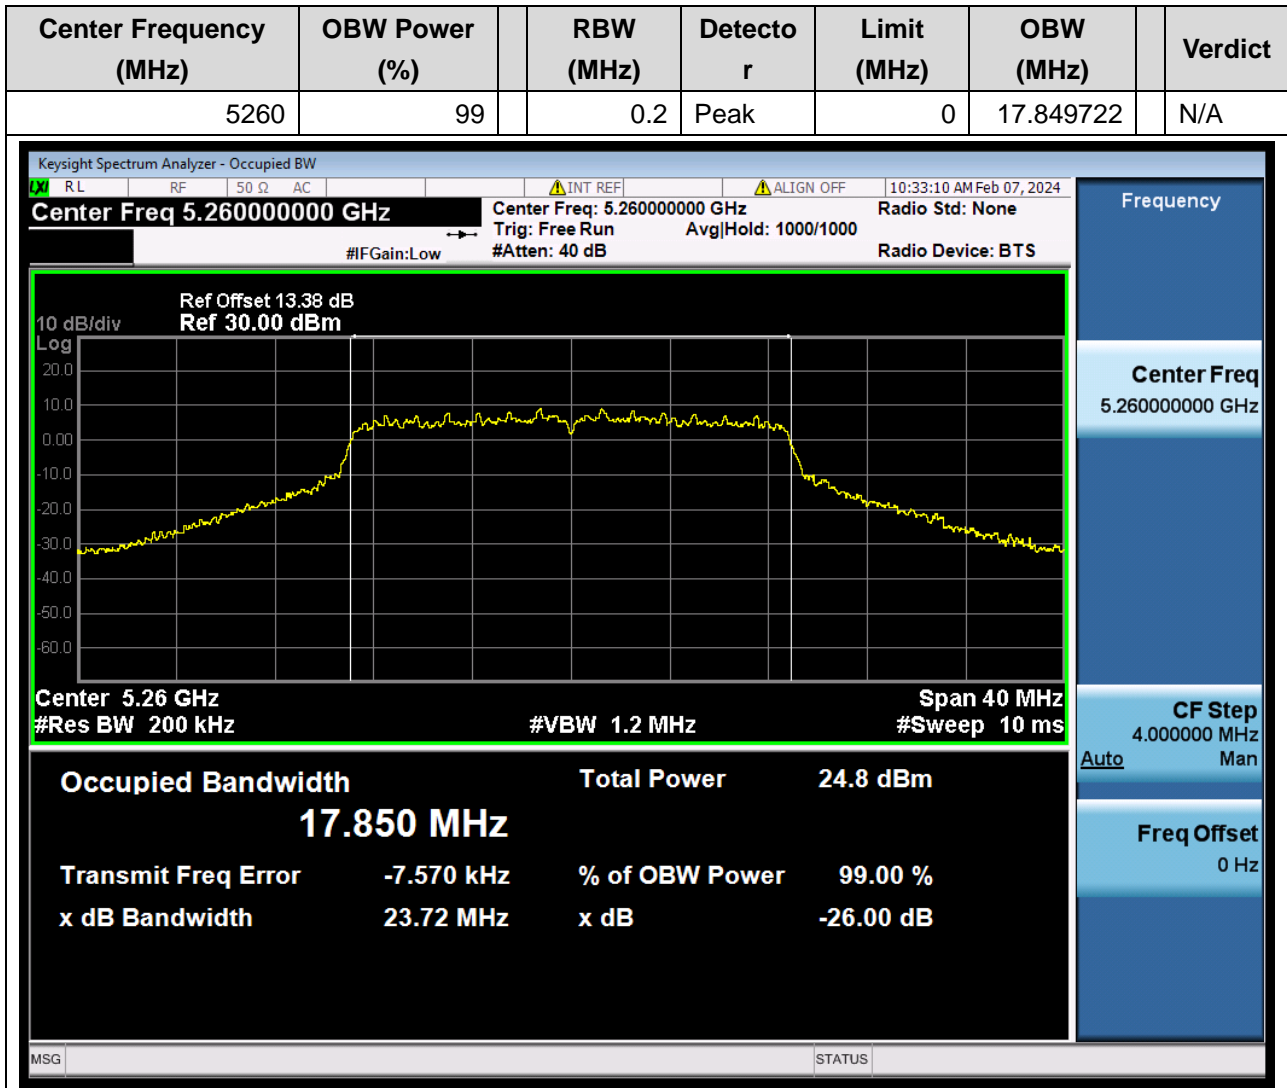 Center Frequency (MHz) OBW Power (%) RBW (MHz) Detector Limit (MHz) OBW (MHz) Verdict
5260 99 0.2 Peak 0 17.849722 N/A
Keysight Spectrum Analyzer - Occupied BW
LXI RL RF 50 Ω AC INT REF ALIGN OFF 10:33:10 AM Feb 07, 2024
Center Freq 5.260000000 GHz
Center Freq: 5.260000000 GHz Radio Std: None
Trig: Free Run Avg|Hold: 1000/1000
#IFGain:Low #Atten: 40 dB Radio Device: BTS
Ref Offset 13.38 dB
10 dB/div Ref 30.00 dBm
Log
20.0
10.0
0.00
-10.0
-20.0
-30.0
-40.0
-50.0
-60.0
Center 5.26 GHz Span 40 MHz
#Res BW 200 kHz #VBW 1.2 MHz #Sweep 10 ms
Occupied Bandwidth Total Power 24.8 dBm
17.850 MHz
Transmit Freq Error -7.570 kHz % of OBW Power 99.00 %
x dB Bandwidth 23.72 MHz x dB -26.00 dB
Frequency
Center Freq
5.260000000 GHz
CF Step
4.000000 MHz
Auto Man
Freq Offset
0 Hz
MSG STATUS